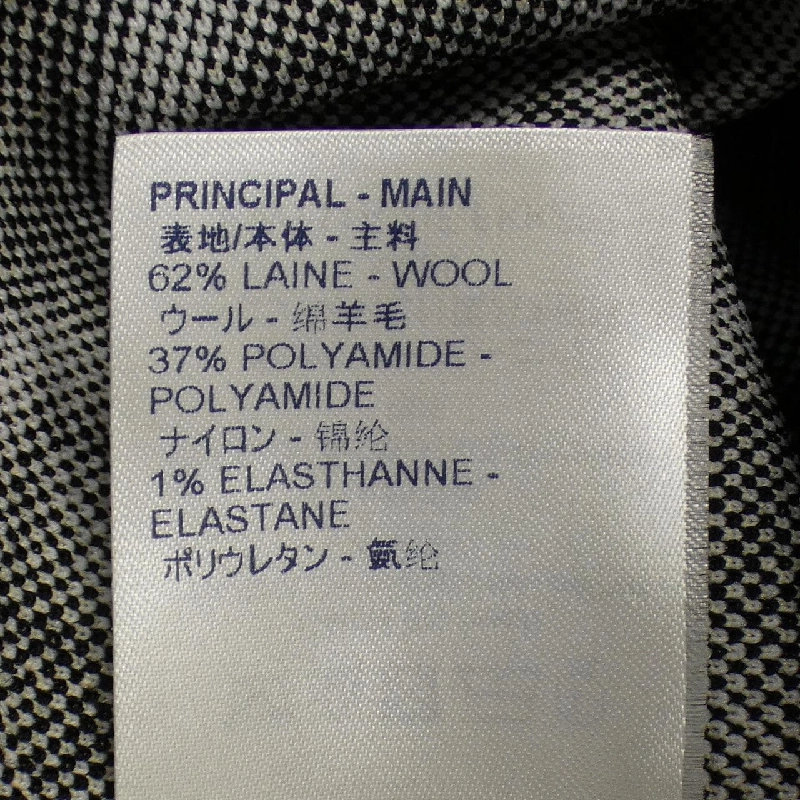 PRINCIPAL - MAIN
表地/本体 - 主料
62% LAINE - WOOL
ウール - 绵羊毛
37% POLYAMIDE -
POLYAMIDE
ナイロン - 锦纶
1% ELASTHANNE -
ELASTANE
ポリウレタン - 氨纶